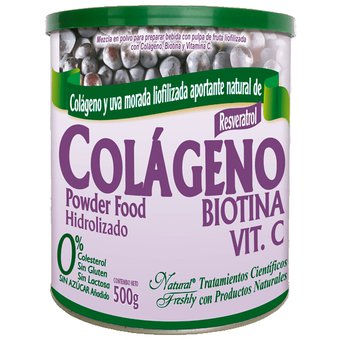 Mezcla en polvo para preparar bebida con pulpa de fruta liofilizada
con Colágeno, Biotina y Vitamina C
Colágeno y uva morada liofilizada aportante natural de
Resveratrol
COLÁGENO
Powder Food
Hidrolizado
BIOTINA
VIT. C
0%
Colesterol
Sin Gluten
Sin Lactosa
SIN AZÚCAR Añadido
CONTENIDO NETO
500g
Natural Freshly
Tratamientos Científicos
con Productos Naturales